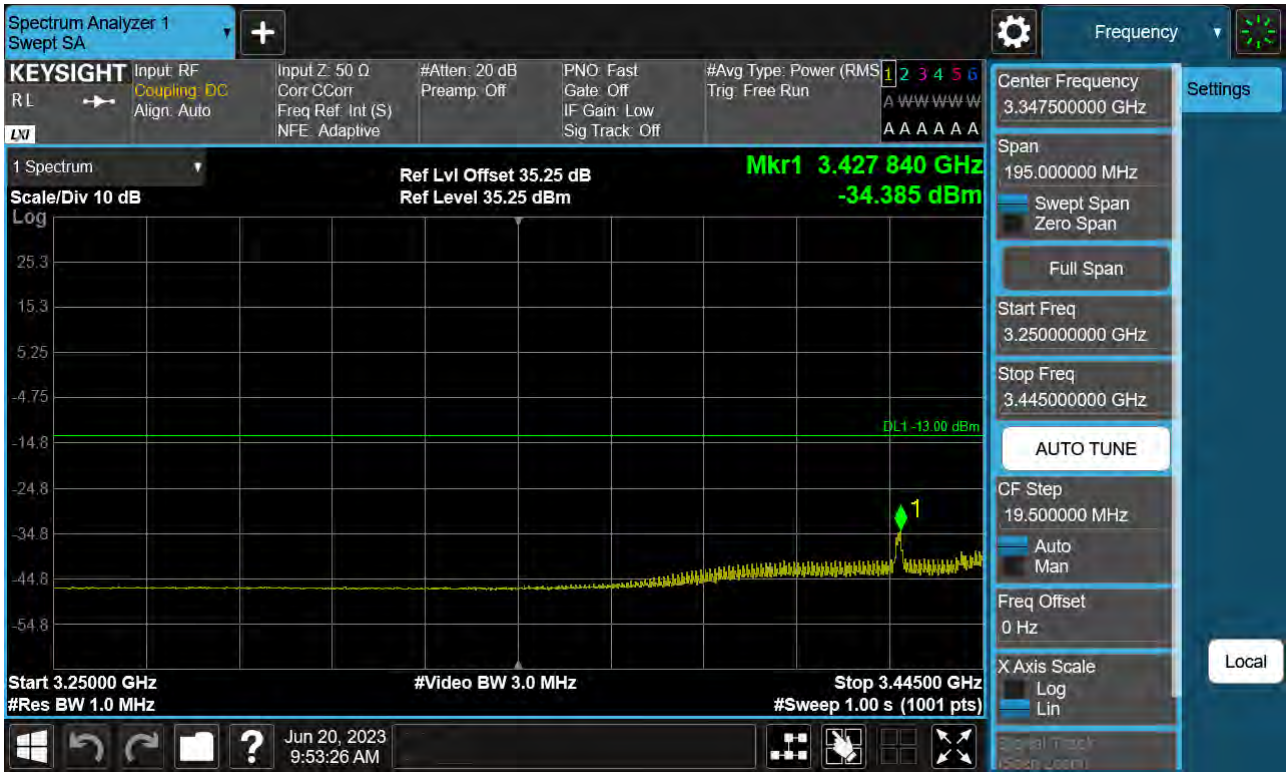 Spectrum Analyzer 1
Swept SA
+
Frequency
KEYSIGHT
RL
LXI
Input: RF
Coupling: DC
Align: Auto
Input Z: 50 Ω
Corr CCorr
Freq Ref: Int (S)
NFE: Adaptive
#Atten: 20 dB
Preamp: Off
PNO: Fast
Gate: Off
IF Gain: Low
Sig Track: Off
#Avg Type: Power (RMS
Trig: Free Run
1 2 3 4 5 6
A W W W W W
A A A A A A
1 Spectrum
Scale/Div 10 dB
Ref Lvl Offset 35.25 dB
Ref Level 35.25 dBm
Mkr1 3.427 840 GHz
-34.385 dBm
Log
25.3
15.3
5.25
-4.75
-14.8
-24.8
-34.8
-44.8
-54.8
DL1 -13.00 dBm
1
Start 3.25000 GHz
#Res BW 1.0 MHz
#Video BW 3.0 MHz
Stop 3.44500 GHz
#Sweep 1.00 s (1001 pts)
Center Frequency
3.347500000 GHz
Span
195.000000 MHz
Swept Span
Zero Span
Full Span
Start Freq
3.250000000 GHz
Stop Freq
3.445000000 GHz
AUTO TUNE
CF Step
19.500000 MHz
Auto
Man
Freq Offset
0 Hz
X Axis Scale
Log
Lin
Signal Track
(Span Zoom)
Settings
Local
?
Jun 20, 2023
9:53:26 AM